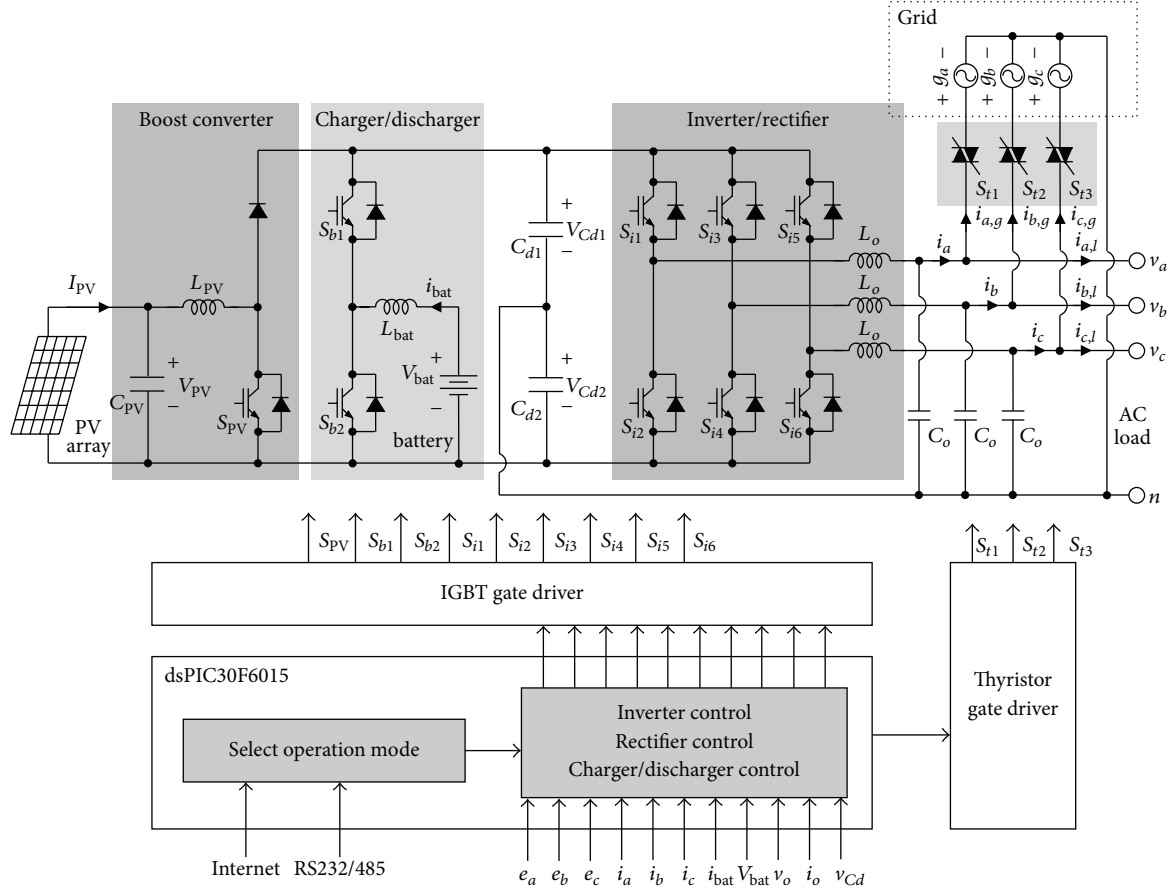 Grid
+ g_a −
+ g_b −
+ g_c −
Boost converter
Charger/discharger
Inverter/rectifier
S_t1
S_t2
S_t3
i_a,g
i_b,g
i_c,g
S_b1
C_d1
+
V_Cd1
−
S_i1
S_i3
S_i5
L_o
i_a
i_a,l
v_a
I_PV
L_PV
i_bat
L_bat
L_o
i_b
i_b,l
v_b
L_o
i_c
i_c,l
v_c
+
V_PV
−
C_PV
S_PV
PV
array
S_b2
+
V_bat
−
battery
C_d2
+
V_Cd2
−
S_i2
S_i4
S_i6
C_o
C_o
C_o
AC
load
n
S_PV
S_b1
S_b2
S_i1
S_i2
S_i3
S_i4
S_i5
S_i6
S_t1
S_t2
S_t3
IGBT gate driver
dsPIC30F6015
Select operation mode
Inverter control
Rectifier control
Charger/discharger control
Thyristor
gate driver
Internet
RS232/485
e_a
e_b
e_c
i_a
i_b
i_c
i_bat
V_bat
v_o
i_o
v_Cd